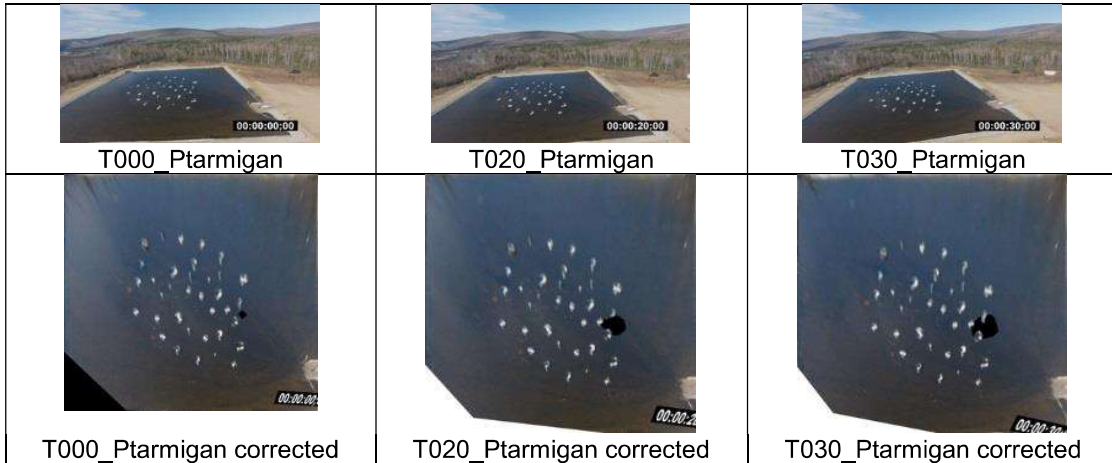 00:00:00;00
00:00:20;00
00:00:30;00
T000_Ptarmigan
T020_Ptarmigan
T030_Ptarmigan
T000_Ptarmigan corrected
T020_Ptarmigan corrected
T030_Ptarmigan corrected